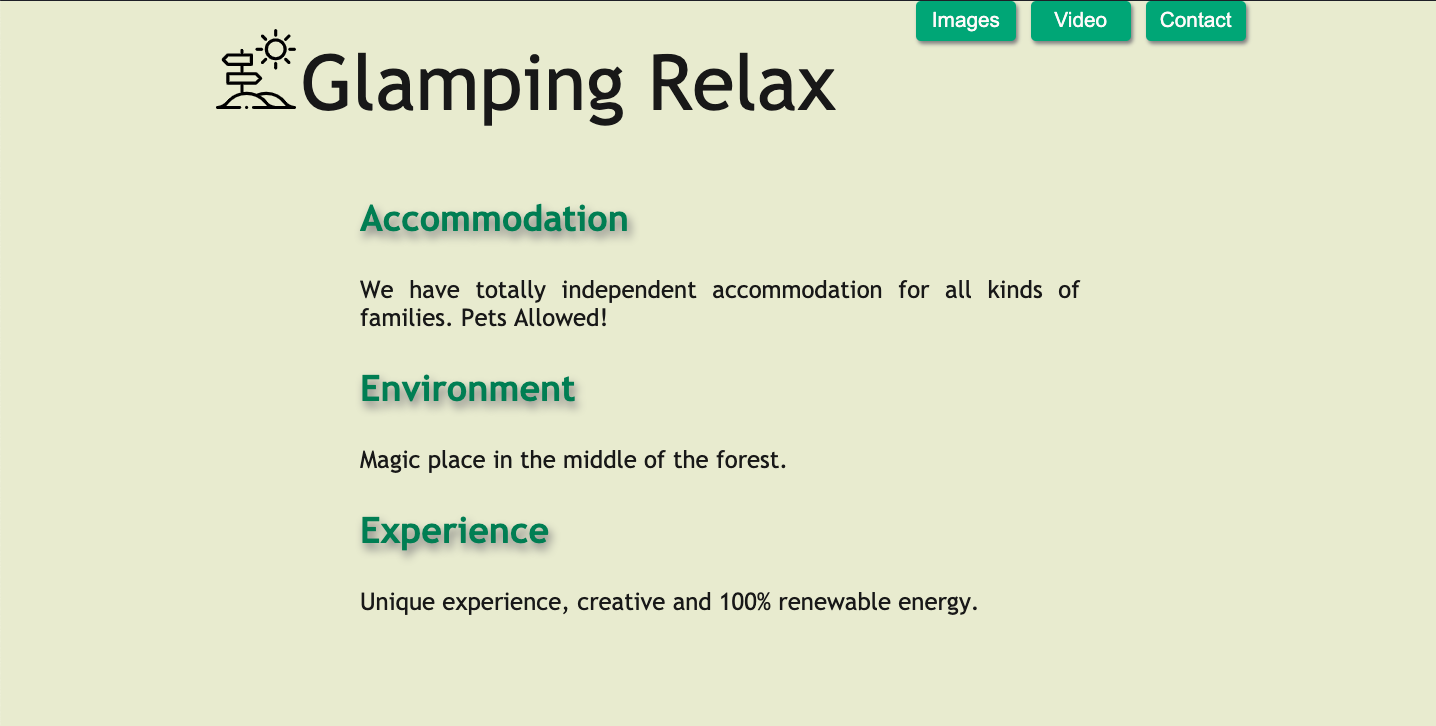 Images Video Contact
Glamping Relax
Accommodation
We have totally independent accommodation for all kinds of
families. Pets Allowed!
Environment
Magic place in the middle of the forest.
Experience
Unique experience, creative and 100% renewable energy.